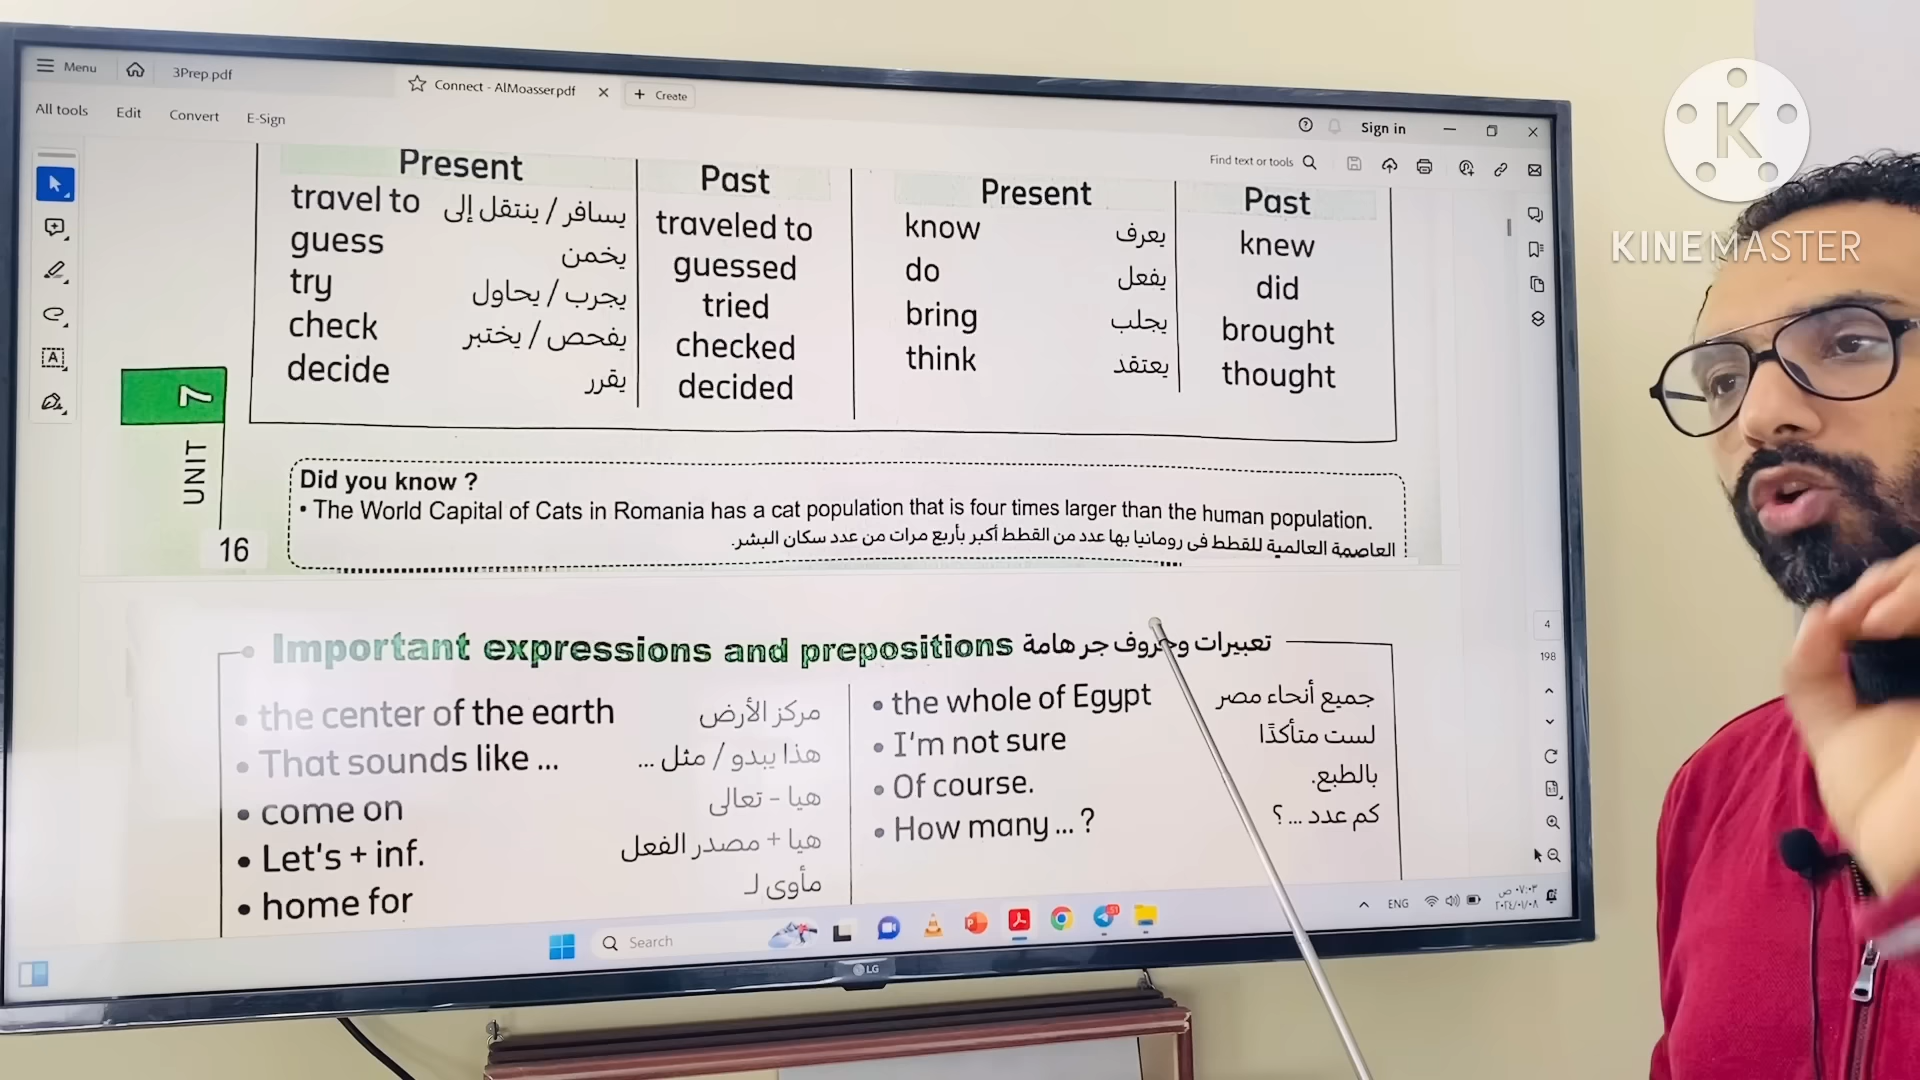 Menu
3Prep.pdf
Connect - AlMoasser.pdf
Create
All tools Edit Convert E-Sign
Sign in
Find text or tools
K
KINEMASTER
Present Past Present Past
travel to يسافر / ينتقل إلى traveled to know يعرف knew
guess يخمن guessed do يفعل did
try يجرب / يحاول tried bring يجلب brought
check يفحص / يختبر checked think يعتقد thought
decide يقرر decided
UNIT 7
16
Did you know ?
• The World Capital of Cats in Romania has a cat population that is four times larger than the human population.
العاصمة العالمية للقطط فى رومانيا بها عدد من القطط أكبر بأربع مرات من عدد سكان البشر.
Important expressions and prepositions تعبيرات وحروف جر هامة
• the center of the earth مركز الأرض
• That sounds like ... هذا يبدو / مثل ...
• come on هيا - تعالى
• Let's + inf. هيا + مصدر الفعل
• home for مأوى لـ
• the whole of Egypt جميع أنحاء مصر
• I'm not sure لست متأكدًا
• Of course. بالطبع.
• How many ... ? كم عدد ...؟
4
198
Search
ENG
٠٧:٠٣ ص
٢٠٢٤/٠١/٠٨
LG